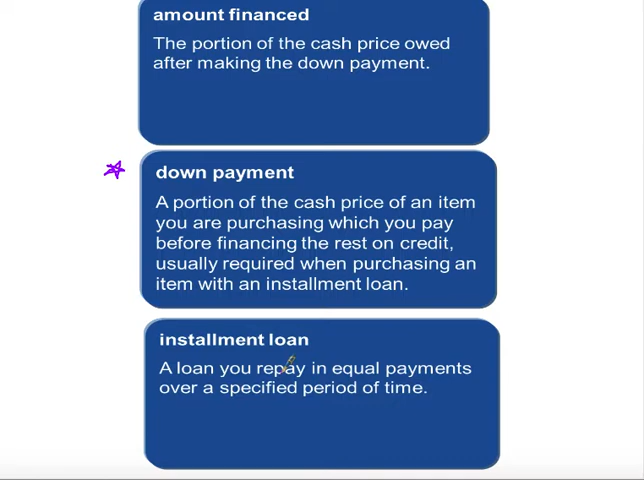 amount financed
The portion of the cash price owed
after making the down payment.
down payment
A portion of the cash price of an item
you are purchasing which you pay
before financing the rest on credit,
usually required when purchasing an
item with an installment loan.
installment loan
A loan you repay in equal payments
over a specified period of time.